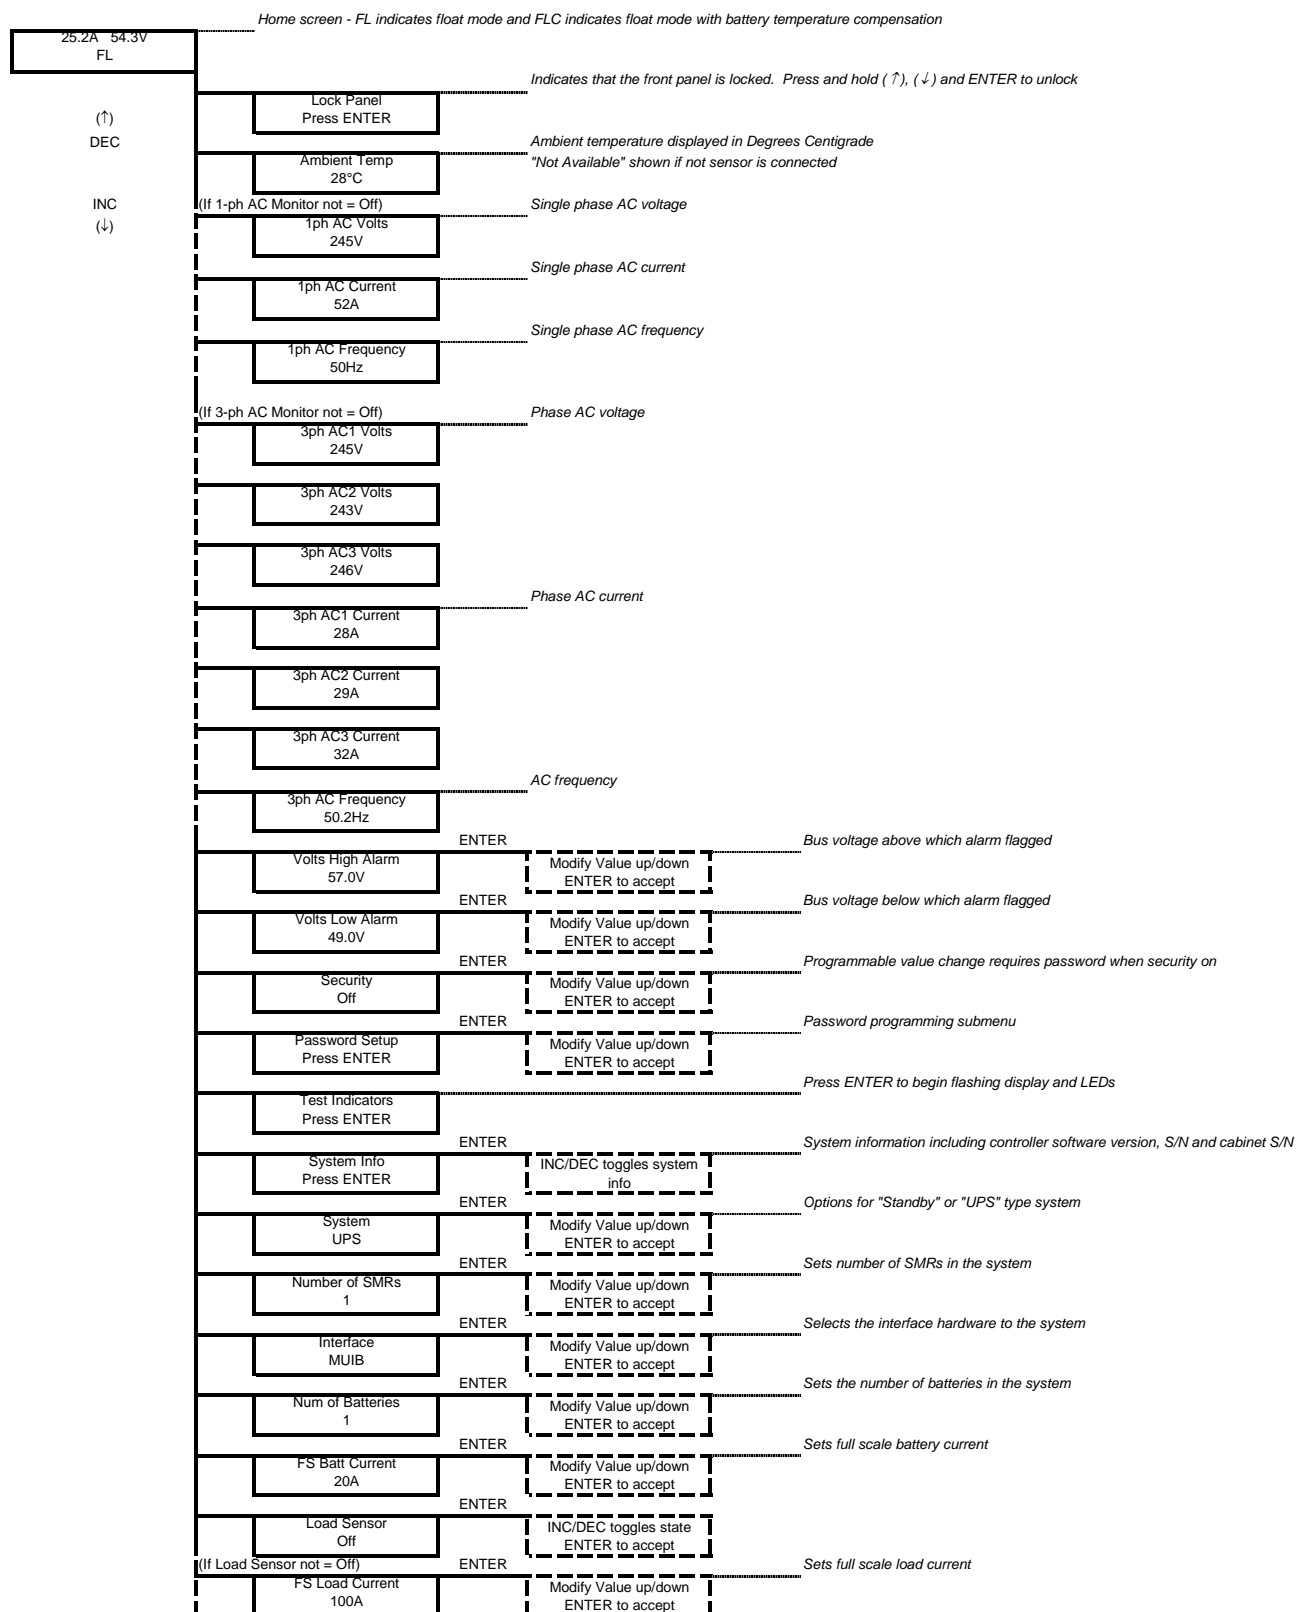 Home screen - FL indicates float mode and FLC indicates float mode with battery temperature compensation
25.2A 54.3V
FL
Indicates that the front panel is locked. Press and hold (↑), (↓) and ENTER to unlock
Lock Panel
Press ENTER
(↑)
DEC
Ambient temperature displayed in Degrees Centigrade
"Not Available" shown if not sensor is connected
Ambient Temp
28°C
INC
(↓)
(If 1-ph AC Monitor not = Off)
Single phase AC voltage
1ph AC Volts
245V
Single phase AC current
1ph AC Current
52A
Single phase AC frequency
1ph AC Frequency
50Hz
(If 3-ph AC Monitor not = Off)
Phase AC voltage
3ph AC1 Volts
245V
3ph AC2 Volts
243V
3ph AC3 Volts
246V
Phase AC current
3ph AC1 Current
28A
3ph AC2 Current
29A
3ph AC3 Current
32A
AC frequency
3ph AC Frequency
50.2Hz
ENTER
Bus voltage above which alarm flagged
Volts High Alarm
57.0V
Modify Value up/down
ENTER to accept
ENTER
Bus voltage below which alarm flagged
Volts Low Alarm
49.0V
Modify Value up/down
ENTER to accept
ENTER
Programmable value change requires password when security on
Security
Off
Modify Value up/down
ENTER to accept
ENTER
Password programming submenu
Password Setup
Press ENTER
Modify Value up/down
ENTER to accept
Press ENTER to begin flashing display and LEDs
Test Indicators
Press ENTER
ENTER
System information including controller software version, S/N and cabinet S/N
System Info
Press ENTER
INC/DEC toggles system
info
ENTER
Options for "Standby" or "UPS" type system
System
UPS
Modify Value up/down
ENTER to accept
ENTER
Sets number of SMRs in the system
Number of SMRs
1
Modify Value up/down
ENTER to accept
ENTER
Selects the interface hardware to the system
Interface
MUIB
Modify Value up/down
ENTER to accept
ENTER
Sets the number of batteries in the system
Num of Batteries
1
Modify Value up/down
ENTER to accept
ENTER
Sets full scale battery current
FS Batt Current
20A
Modify Value up/down
ENTER to accept
ENTER
Load Sensor
Off
INC/DEC toggles state
ENTER to accept
(If Load Sensor not = Off)
ENTER
Sets full scale load current
FS Load Current
100A
Modify Value up/down
ENTER to accept